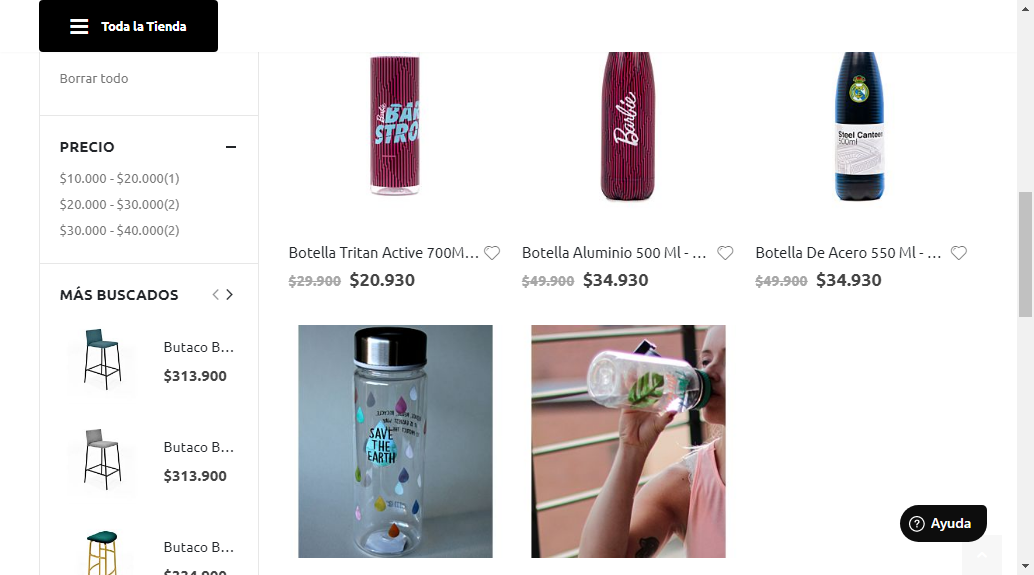 Toda la Tienda
Borrar todo
PRECIO
$10.000 - $20.000(1)
$20.000 - $30.000(2)
$30.000 - $40.000(2)
MÁS BUSCADOS
Butaco B...
$313.900
Butaco B...
$313.900
Butaco B...
Barbie
STRO
Barbie
Steel Canteen
500ml
Botella Tritan Active 700M...
$29.900 $20.930
Botella Aluminio 500 Ml - ...
$49.900 $34.930
Botella De Acero 550 Ml - ...
$49.900 $34.930
SAVE
THE
EARTH
Ayuda